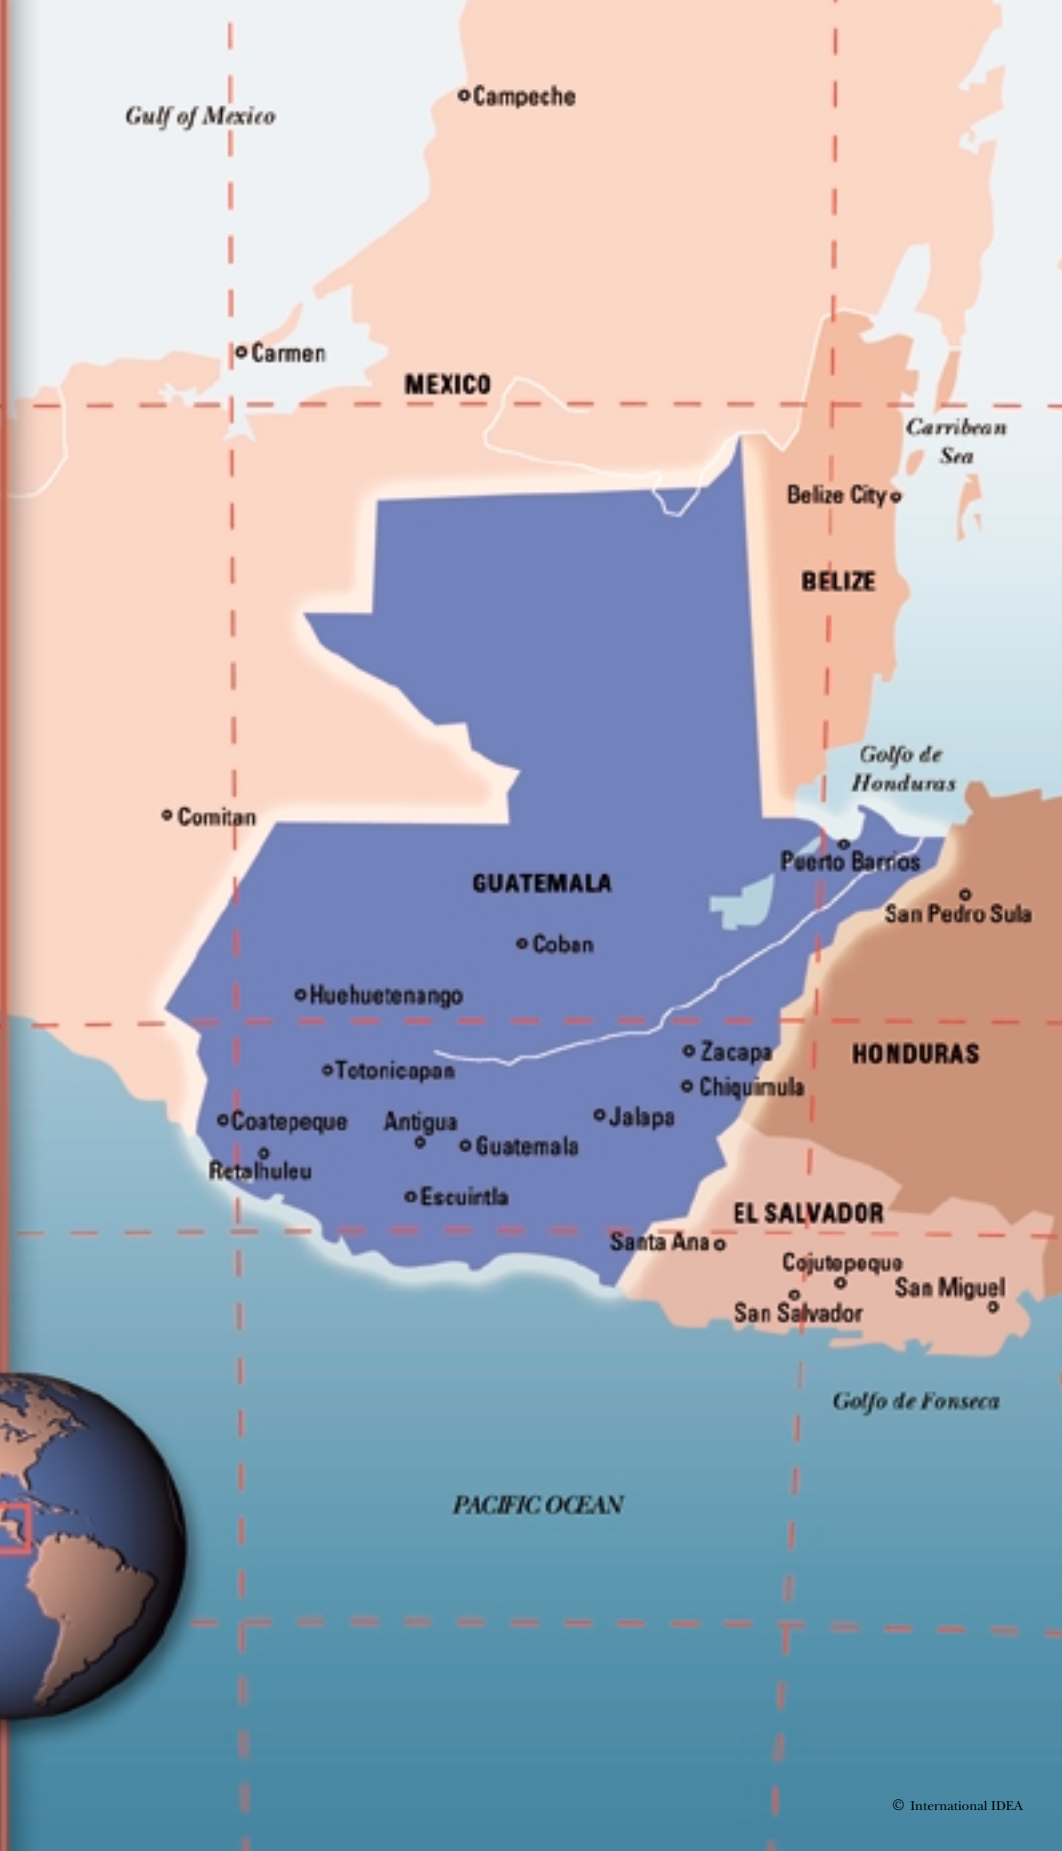 Campeche
Gulf of Mexico
Carmen
MEXICO
Carribean
Sea
Belize City
BELIZE
Golfo de
Honduras
Comitan
Puerto Barrios
GUATEMALA
San Pedro Sula
Coban
Huehuetenango
Zacapa
HONDURAS
Totonicapan
Chiquimula
Coatepeque
Antigua
Jalapa
Guatemala
Retalhuleu
Escuintla
EL SALVADOR
Santa Ana
Cojutepeque
San Miguel
San Salvador
Golfo de Fonseca
PACIFIC OCEAN
© International IDEA